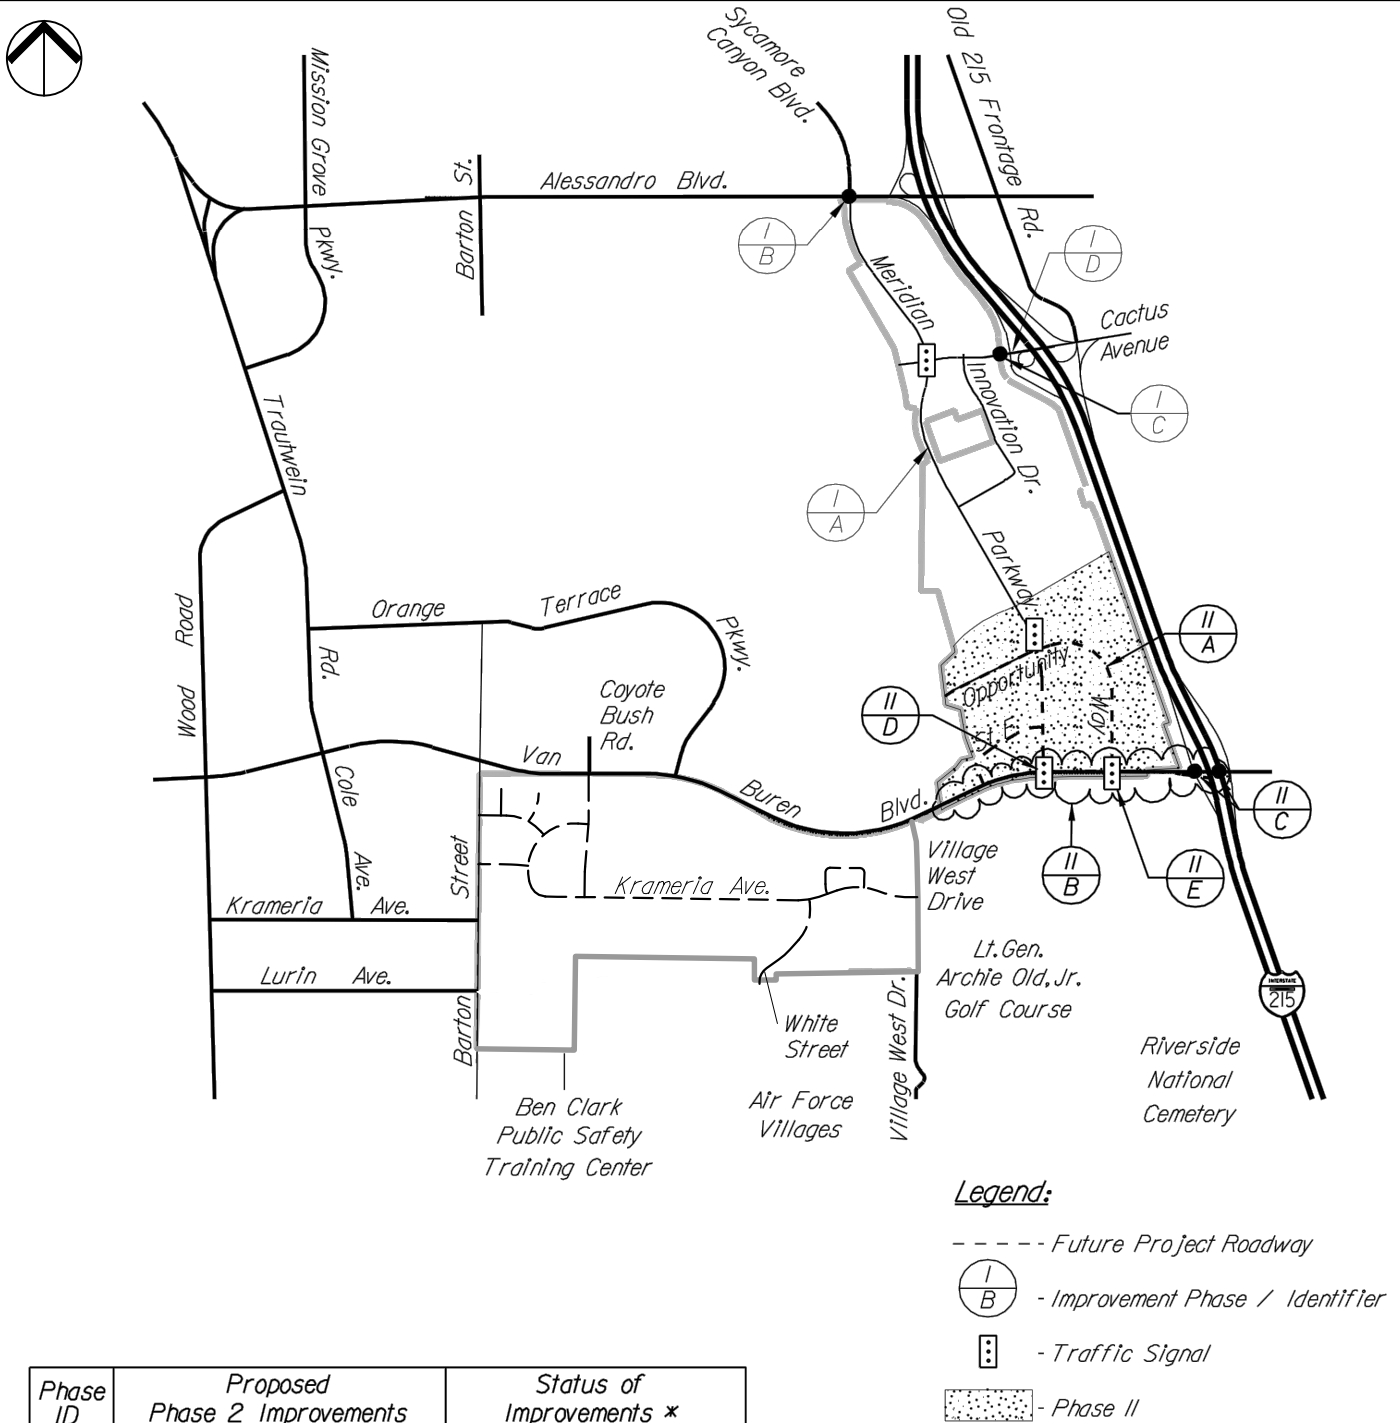 Sycamore
Canyon Blvd.
Old 215 Frontage Rd.
Mission Grove Pkwy.
Barton St.
Alessandro Blvd.
I
B
I
D
Meridian
Cactus
Avenue
Innovation Dr.
I
C
Trautwein
I
A
Parkway
Wood Road
Orange Terrace Pkwy.
Rd.
II
A
Coyote
Bush
Rd.
Opportunity
Way
II
D
St. E
Van Buren Blvd.
Cole Ave.
II
C
Street
Village
West
Drive
II
B
II
E
Krameria Ave.
Krameria Ave.
Lurin Ave.
Lt. Gen.
Archie Old, Jr.
Golf Course
INTERSTATE
215
Barton
White
Street
Village West Dr.
Riverside
National
Cemetery
Ben Clark
Public Safety
Training Center
Air Force
Villages
Legend:
- Future Project Roadway
I
B
- Improvement Phase / Identifier
- Traffic Signal
- Phase II
Phase
ID
Proposed
Phase 2 Improvements
Status of
Improvements *